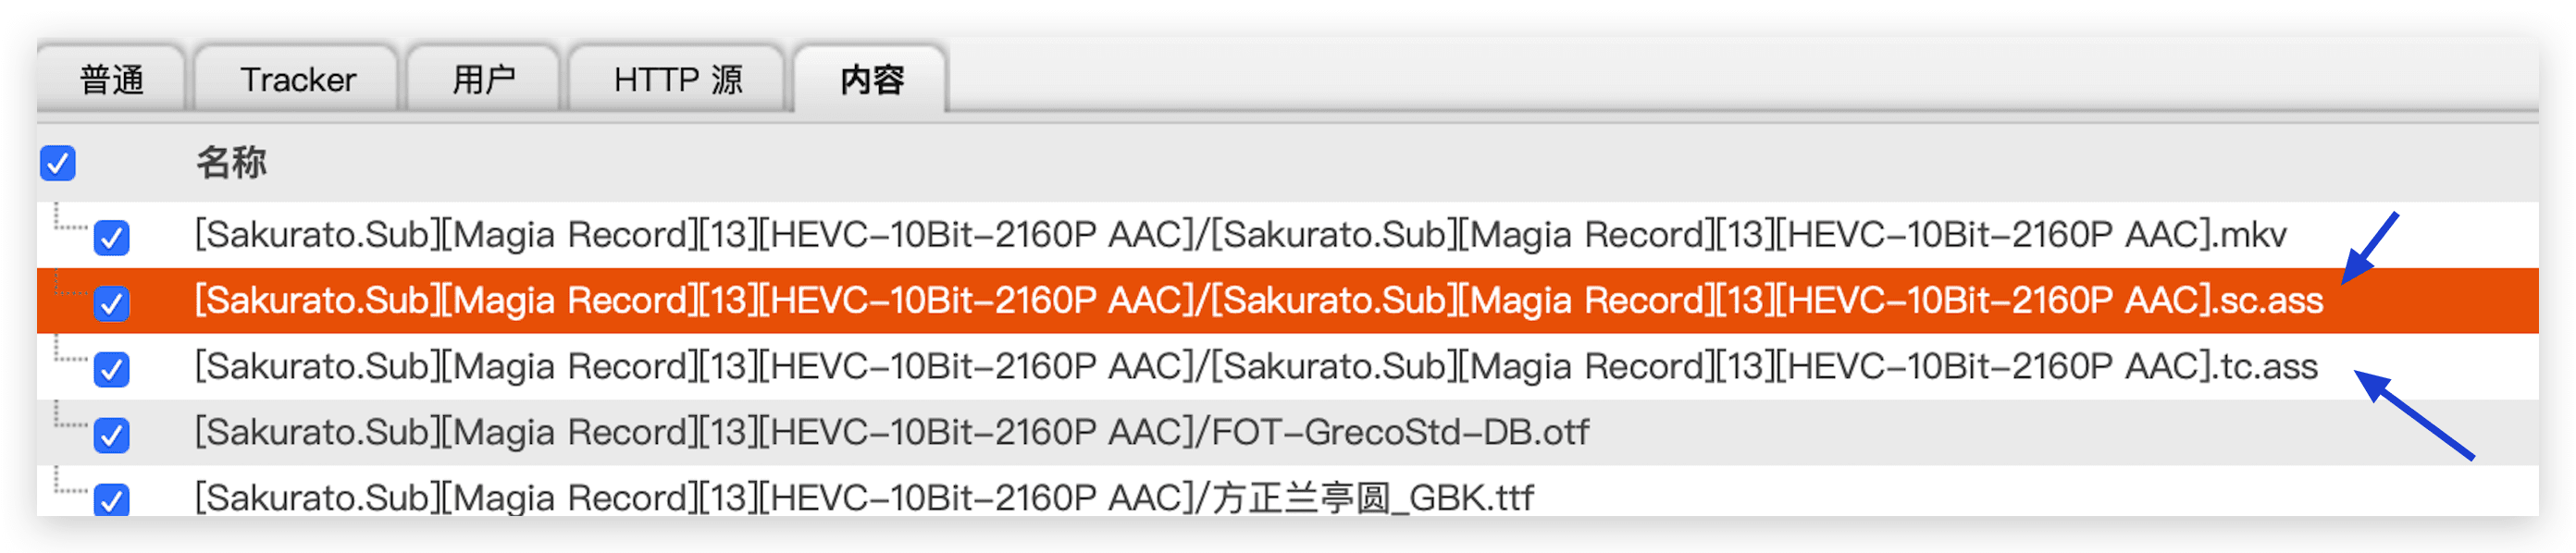 普通 Tracker 用户 HTTP 源 内容
名称
[Sakurato.Sub][Magia Record][13][HEVC-10Bit-2160P AAC]/[Sakurato.Sub][Magia Record][13][HEVC-10Bit-2160P AAC].mkv
[Sakurato.Sub][Magia Record][13][HEVC-10Bit-2160P AAC]/[Sakurato.Sub][Magia Record][13][HEVC-10Bit-2160P AAC].sc.ass
[Sakurato.Sub][Magia Record][13][HEVC-10Bit-2160P AAC]/[Sakurato.Sub][Magia Record][13][HEVC-10Bit-2160P AAC].tc.ass
[Sakurato.Sub][Magia Record][13][HEVC-10Bit-2160P AAC]/FOT-GrecoStd-DB.otf
[Sakurato.Sub][Magia Record][13][HEVC-10Bit-2160P AAC]/方正兰亭圆_GBK.ttf